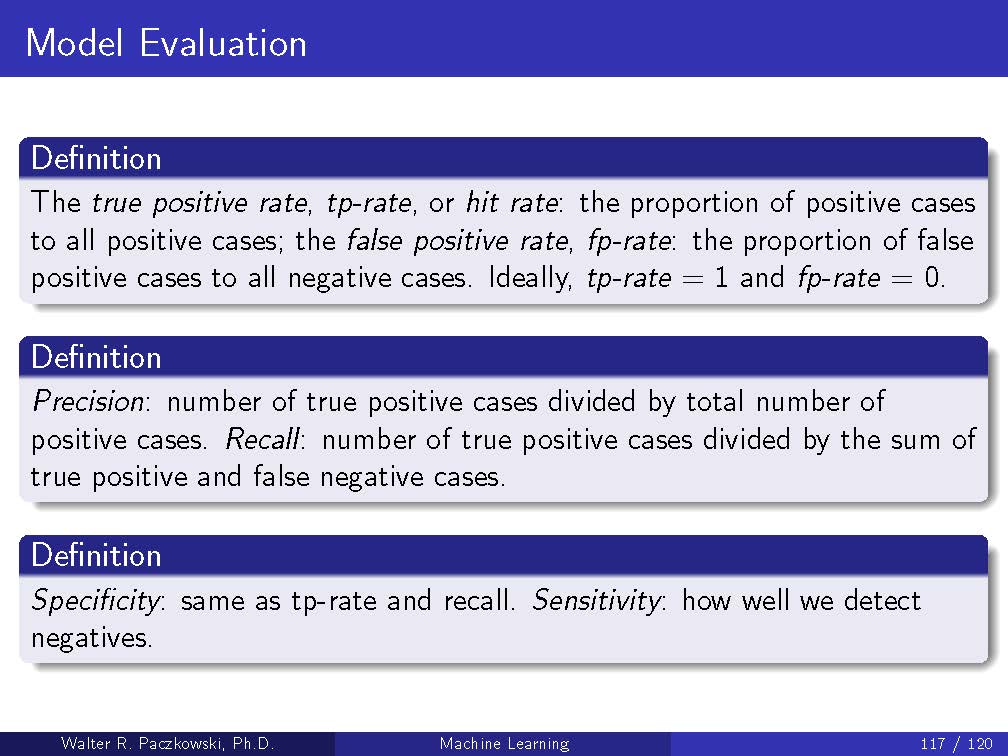 Model Evaluation
Definition
The true positive rate, tp-rate, or hit rate: the proportion of positive cases
to all positive cases; the false positive rate, fp-rate: the proportion of false
positive cases to all negative cases. Ideally, tp-rate = 1 and fp-rate = 0.
Definition
Precision: number of true positive cases divided by total number of
positive cases. Recall: number of true positive cases divided by the sum of
true positive and false negative cases.
Definition
Specificity: same as tp-rate and recall. Sensitivity: how well we detect
negatives.
Walter R. Paczkowski, Ph.D. Machine Learning 117 / 120